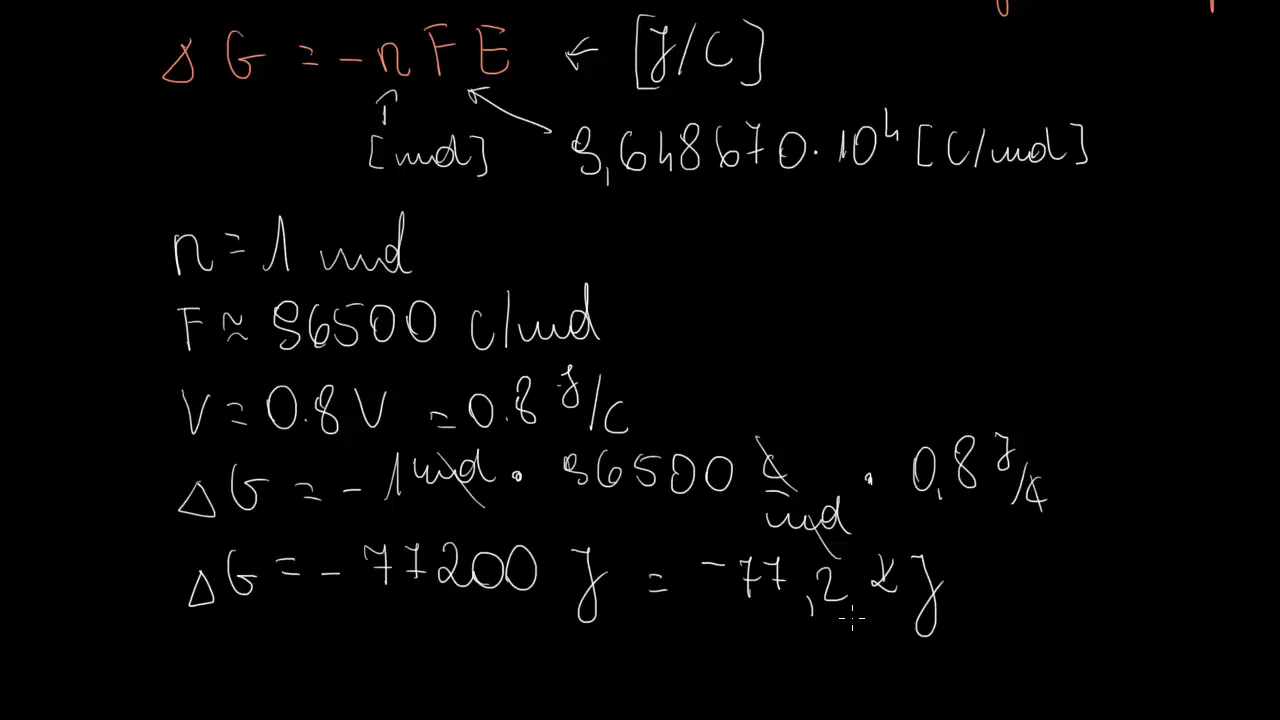 ΔG = -nFE ← [J/C]
[mol] 9,648670·10⁴ [C/mol]
n = 1 mol
F ≈ 96500 C/mol
V = 0.8 V = 0.8 J/C
ΔG = - 1 mol · 96500 C/mol · 0,8 J/C
ΔG = - 77200 J = -77,2 kJ